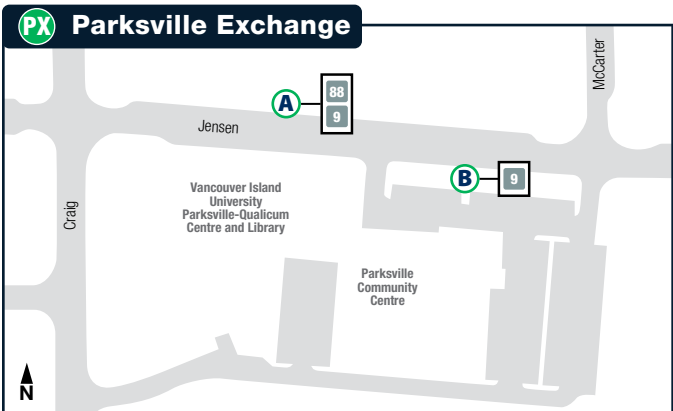 PX Parksville Exchange
McCarter
A
88
9
Jensen
B
9
Vancouver Island
University
Parksville-Qualicum
Centre and Library
Craig
Parksville
Community
Centre
N